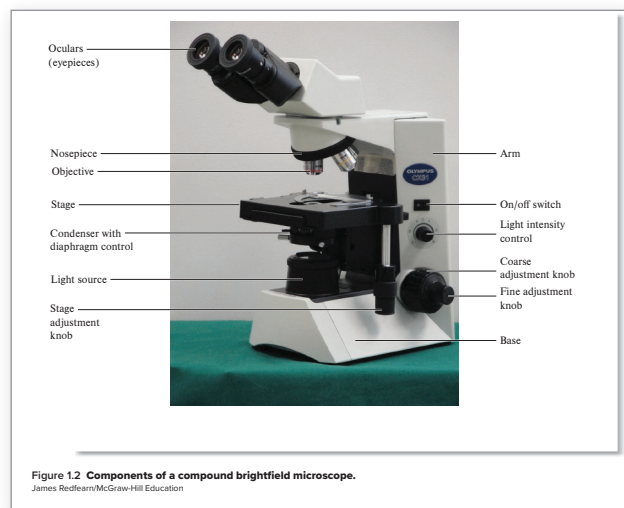 Oculars
(eyepieces)
Nosepiece
Objective
Stage
Condenser with
diaphragm control
Light source
Stage
adjustment
knob
Arm
OLYMPUS
CX31
On/off switch
Light intensity
control
Coarse
adjustment knob
Fine adjustment
knob
Base
Figure 1.2 Components of a compound brightfield microscope.
James Redfearn/McGraw-Hill Education